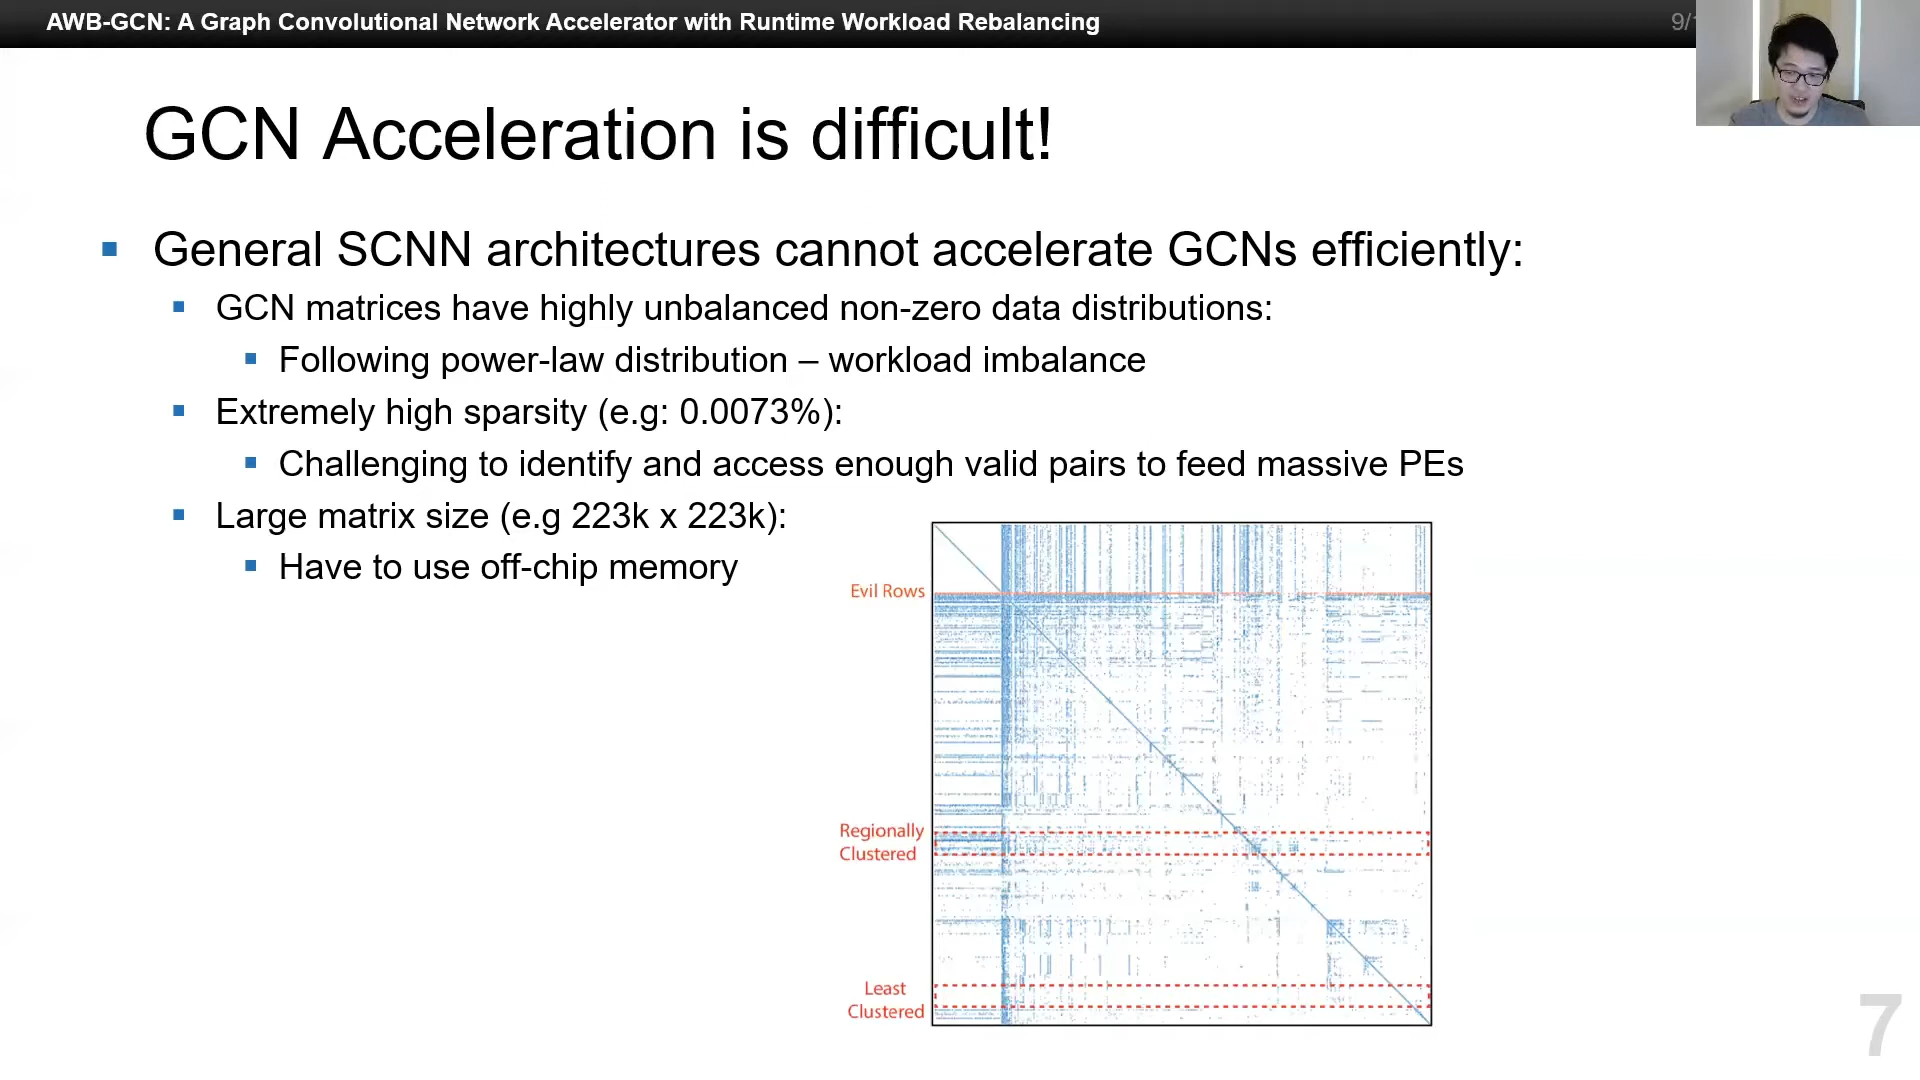 AWB-GCN: A Graph Convolutional Network Accelerator with Runtime Workload Rebalancing
9/
GCN Acceleration is difficult!
General SCNN architectures cannot accelerate GCNs efficiently:
GCN matrices have highly unbalanced non-zero data distributions:
Following power-law distribution – workload imbalance
Extremely high sparsity (e.g: 0.0073%):
Challenging to identify and access enough valid pairs to feed massive PEs
Large matrix size (e.g 223k x 223k):
Have to use off-chip memory
Evil Rows
Regionally
Clustered
Least
Clustered
7